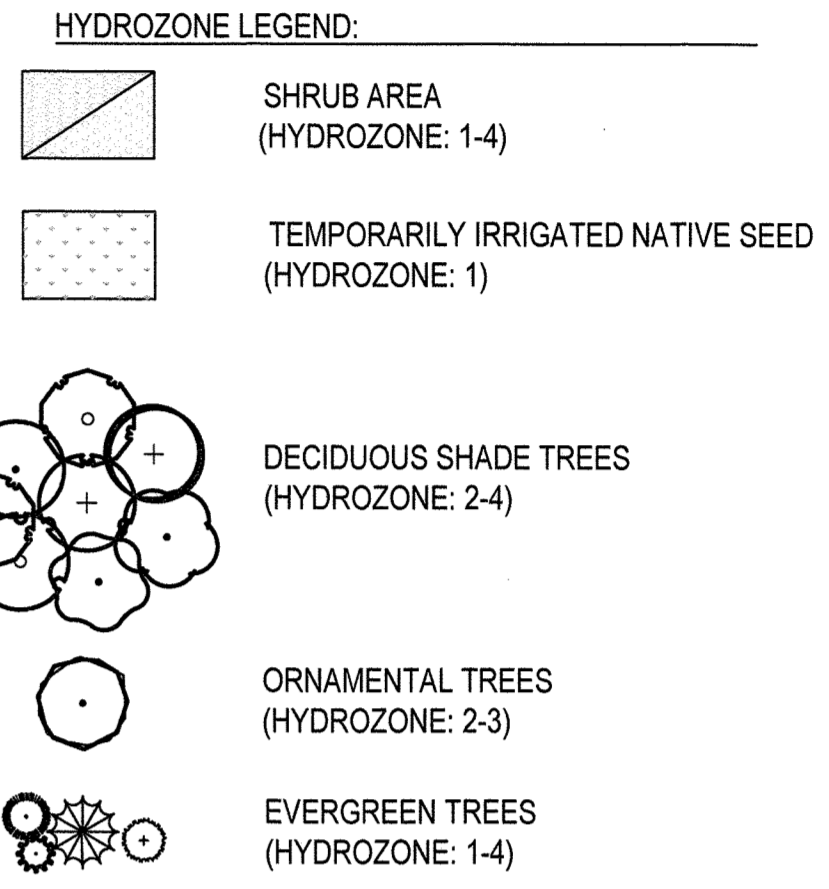 HYDROZONE LEGEND:
SHRUB AREA
(HYDROZONE: 1-4)
TEMPORARILY IRRIGATED NATIVE SEED
(HYDROZONE: 1)
DECIDUOUS SHADE TREES
(HYDROZONE: 2-4)
ORNAMENTAL TREES
(HYDROZONE: 2-3)
EVERGREEN TREES
(HYDROZONE: 1-4)